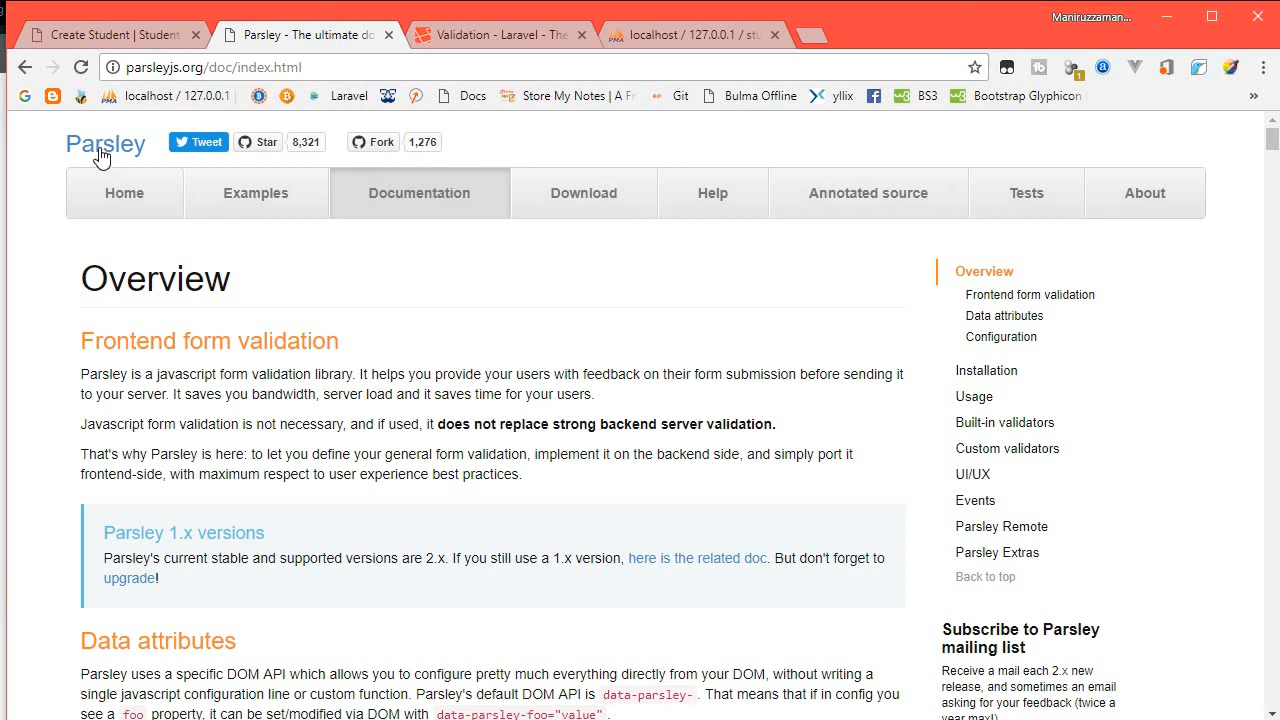 Maniruzzaman...
Create Student | Student
Parsley - The ultimate do
Validation - Laravel - The
localhost / 127.0.0.1 / stu
parsleyjs.org/doc/index.html
localhost / 127.0.0.1
Laravel
Docs
Store My Notes | A Fr
Git
Bulma Offline
yllix
BS3
Bootstrap Glyphicon
»
Parsley
Tweet
Star
8,321
Fork
1,276
Home
Examples
Documentation
Download
Help
Annotated source
Tests
About
Overview
Frontend form validation
Parsley is a javascript form validation library. It helps you provide your users with feedback on their form submission before sending it
to your server. It saves you bandwidth, server load and it saves time for your users.
Javascript form validation is not necessary, and if used, it does not replace strong backend server validation.
That's why Parsley is here: to let you define your general form validation, implement it on the backend side, and simply port it
frontend-side, with maximum respect to user experience best practices.
Parsley 1.x versions
Parsley's current stable and supported versions are 2.x. If you still use a 1.x version, here is the related doc. But don't forget to
upgrade!
Data attributes
Parsley uses a specific DOM API which allows you to configure pretty much everything directly from your DOM, without writing a
single javascript configuration line or custom function. Parsley's default DOM API is data-parsley-. That means that if in config you
see a foo property, it can be set/modified via DOM with data-parsley-foo="value".
Overview
Frontend form validation
Data attributes
Configuration
Installation
Usage
Built-in validators
Custom validators
UI/UX
Events
Parsley Remote
Parsley Extras
Back to top
Subscribe to Parsley
mailing list
Receive a mail each 2.x new
release, and sometimes an email
asking for your feedback (twice a
year max!)